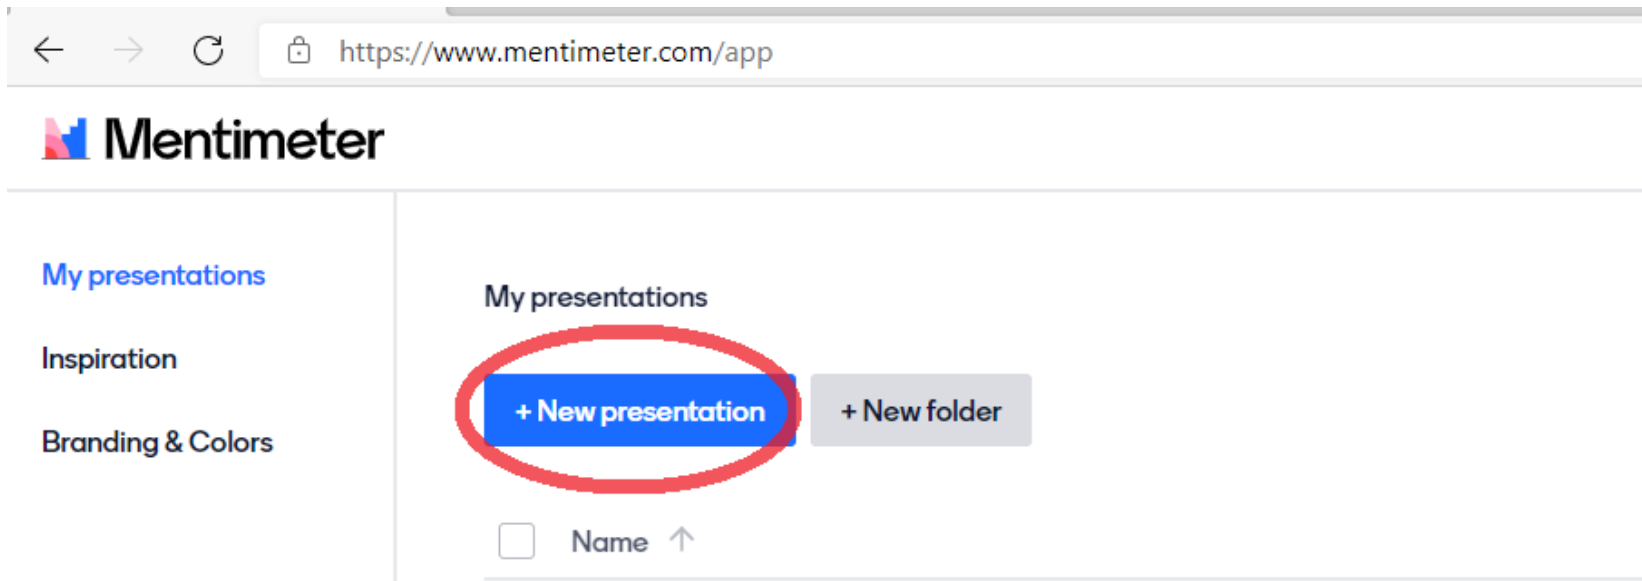 https://www.mentimeter.com/app
Mentimeter
My presentations
Inspiration
Branding & Colors
My presentations
+ New presentation
+ New folder
Name